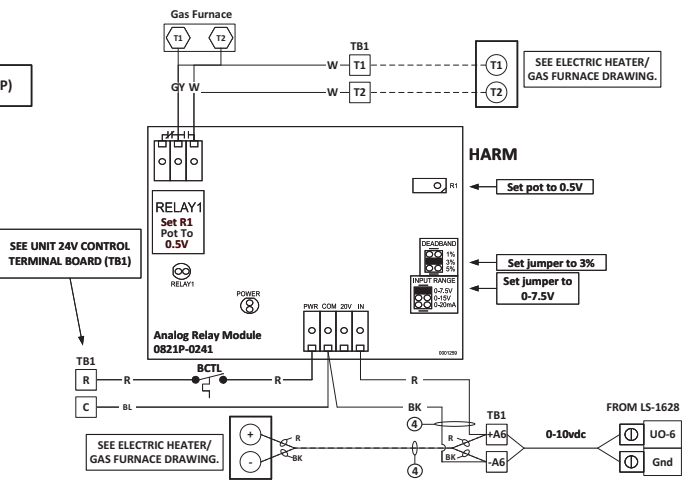 Gas Furnace
T1 T2
P)
TB1
W T1
T1
SEE ELECTRIC HEATER/
GAS FURNACE DRAWING.
GY W
W T2
T2
HARM
R1
Set pot to 0.5V
RELAY1
Set R1
Pot To
0.5V
SEE UNIT 24V CONTROL
TERMINAL BOARD (TB1)
DEADBAND
1%
3%
5%
Set jumper to 3%
RELAY1
INPUT RANGE
0-7.5V
0-15V
0-20mA
Set jumper to
0-7.5V
POWER
PWR COM 20V IN
Analog Relay Module
0821P-0241
0001289
TB1
BCTL
R R R R
C BL BK
FROM LS-1628
4
TB1
+ R
R +A6
0-10vdc
UO-6
SEE ELECTRIC HEATER/
GAS FURNACE DRAWING.
- BK
BK -A6
Gnd
4